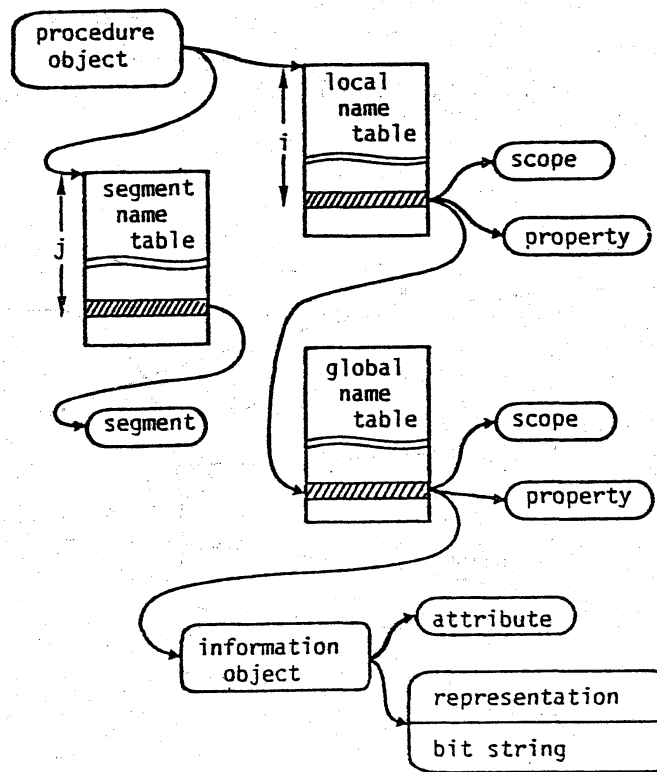 procedure
object
local
name
table
i
scope
property
segment
name
table
j
segment
global
name
table
scope
property
information
object
attribute
representation
bit string